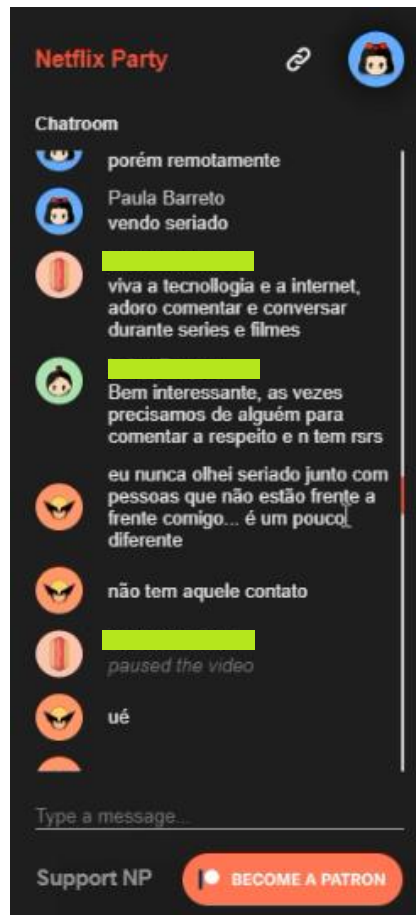 Netflix Party
Chatroom
porém remotamente
Paula Barreto
vendo seriado
viva a tecnollogia e a internet,
adoro comentar e conversar
durante series e filmes
Bem interessante, as vezes
precisamos de alguém para
comentar a respeito e n tem rsrs
eu nunca olhei seriado junto com
pessoas que não estão frente a
frente comigo... é um pouco
diferente
não tem aquele contato
paused the video
ué
Type a message...
Support NP
BECOME A PATRON